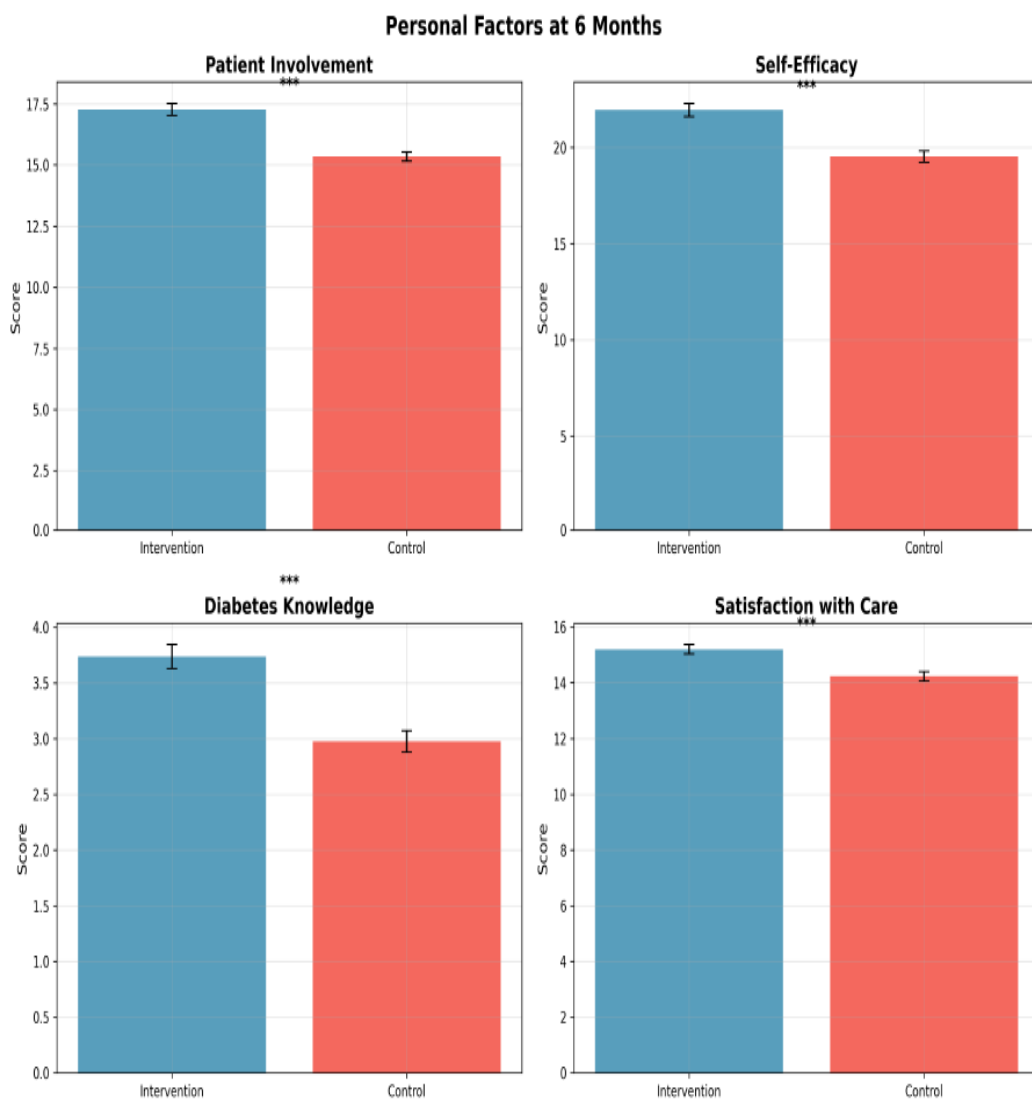 Personal Factors at 6 Months
Patient Involvement
***
17.5
15.0
12.5
10.0
7.5
5.0
2.5
0.0
Score
Intervention
Control
Self-Efficacy
***
20
15
10
5
0
Score
Intervention
Control
***
Diabetes Knowledge
4.0
3.5
3.0
2.5
2.0
1.5
1.0
0.5
0.0
Score
Intervention
Control
Satisfaction with Care
***
16
14
12
10
8
6
4
2
0
Score
Intervention
Control